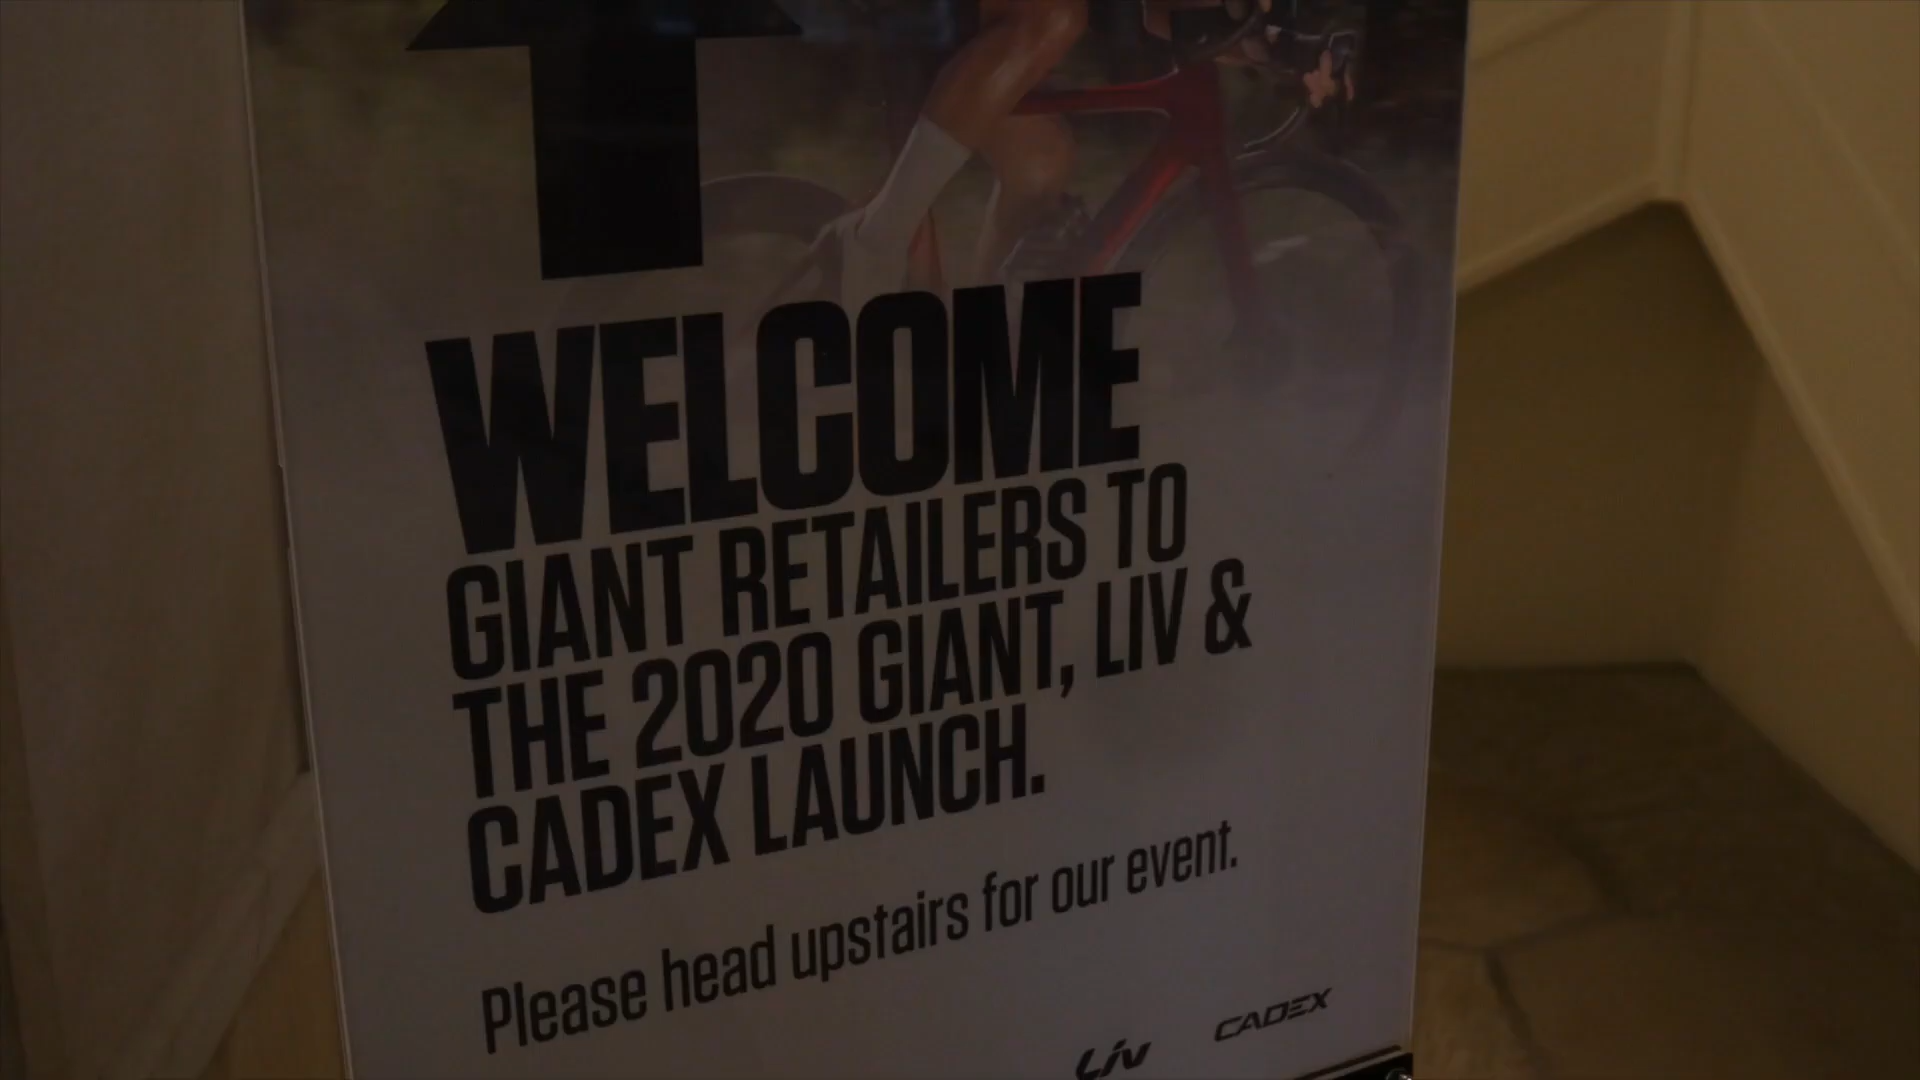 WELCOME
GIANT RETAILERS TO
THE 2020 GIANT, LIV &
CADEX LAUNCH.
Please head upstairs for our event.
Liv
CADEX